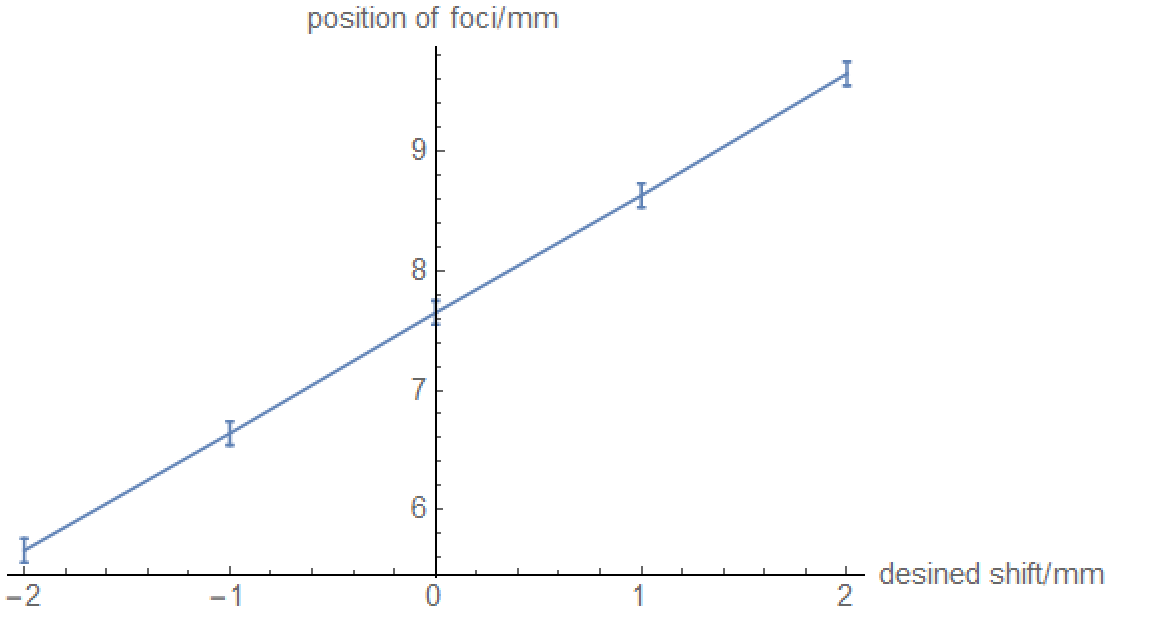 position of foci/mm
9
8
7
6
−2 −1 0 1 2
desined shift/mm